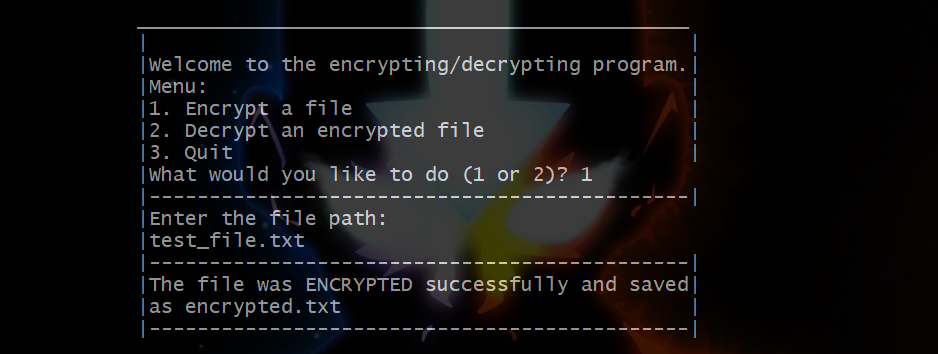 Welcome to the encrypting/decrypting program.
Menu:
1. Encrypt a file
2. Decrypt an encrypted file
3. Quit
What would you like to do (1 or 2)? 1
Enter the file path:
test_file.txt
The file was ENCRYPTED successfully and saved
as encrypted.txt